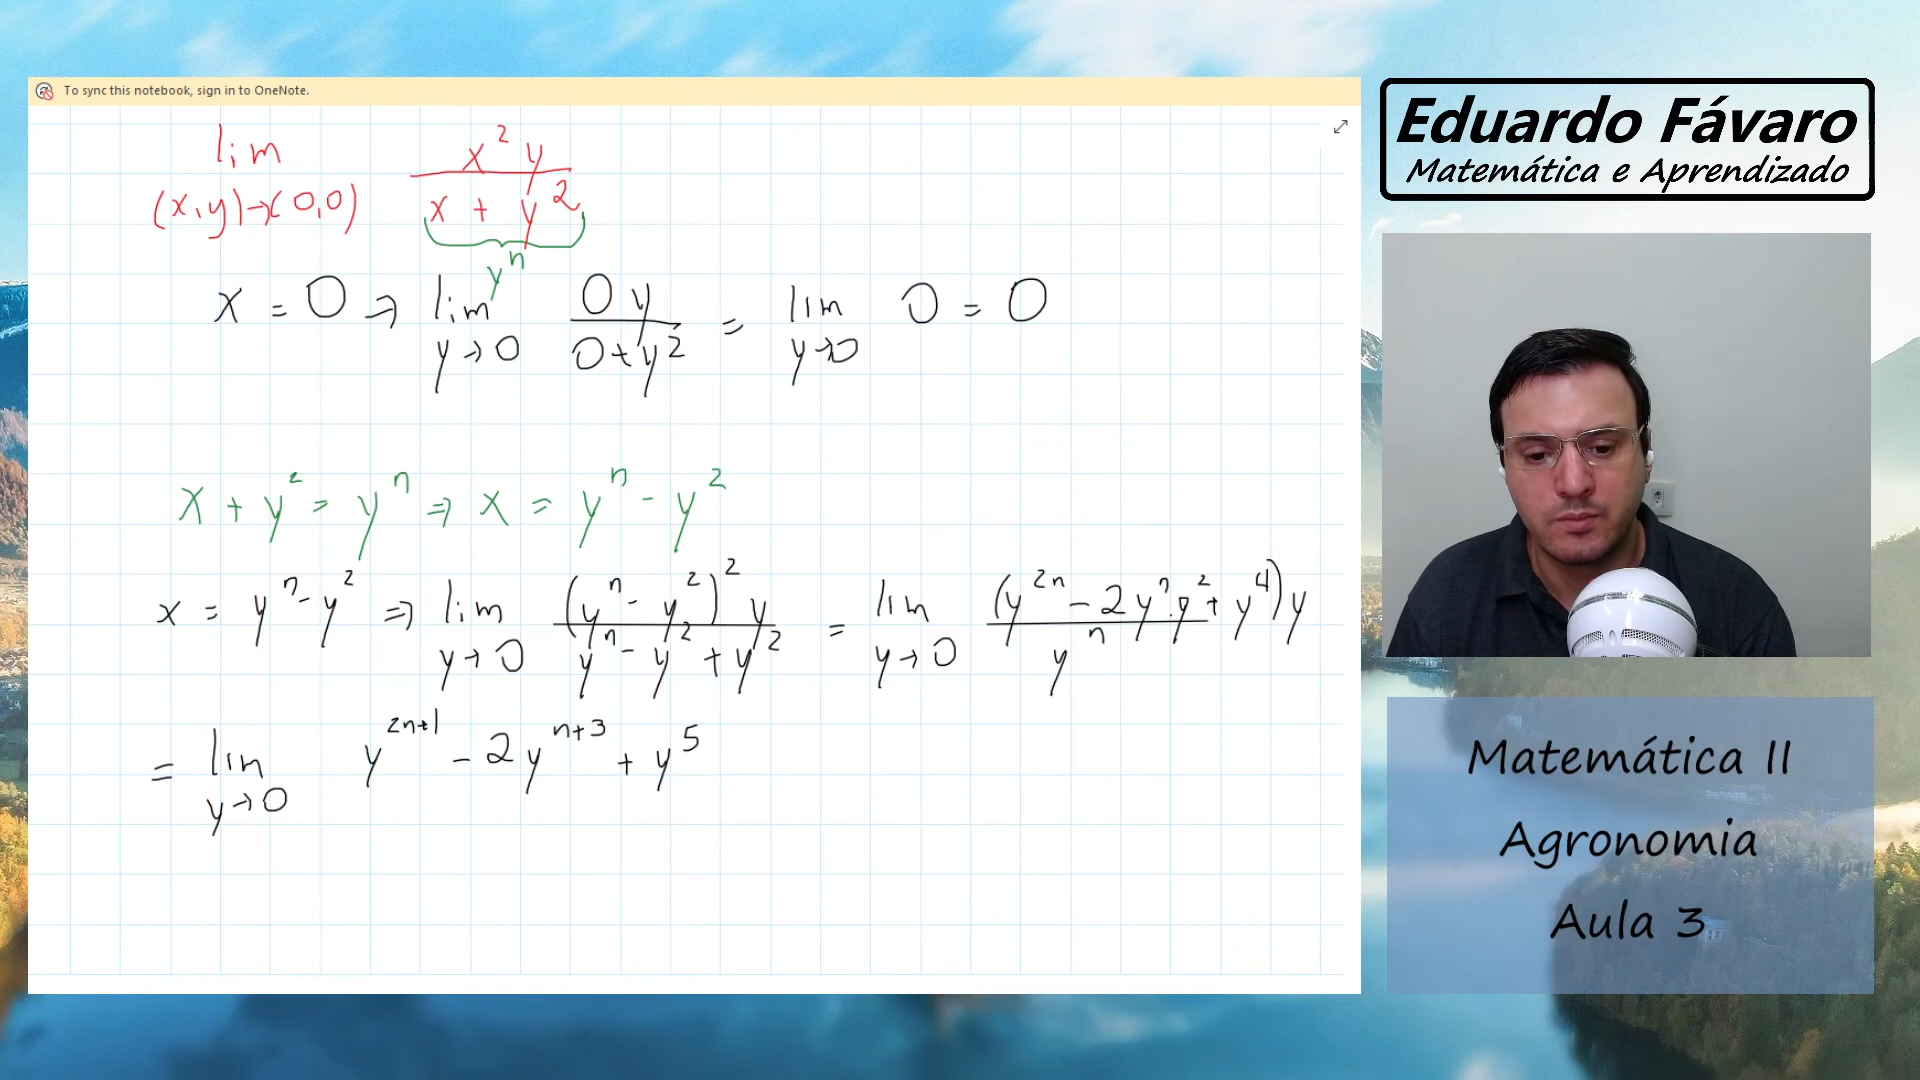 To sync this notebook, sign in to OneNote.
lim (x,y)→(0,0) x² y / x + y²
yⁿ
x = 0 ⇒ lim y→0 0y / 0+y² = lim y→0 0 = 0
x + y² = yⁿ ⇒ x = yⁿ - y²
x = yⁿ - y² ⇒ lim y→0 (yⁿ - y²)² y / yⁿ - y² + y² = lim y→0 (y²ⁿ - 2yⁿ.y² + y⁴)y / yⁿ
= lim y→0 y²ⁿ⁺¹ - 2yⁿ⁺³ + y⁵
Eduardo Fávaro
Matemática e Aprendizado
Matemática II
Agronomia
Aula 3